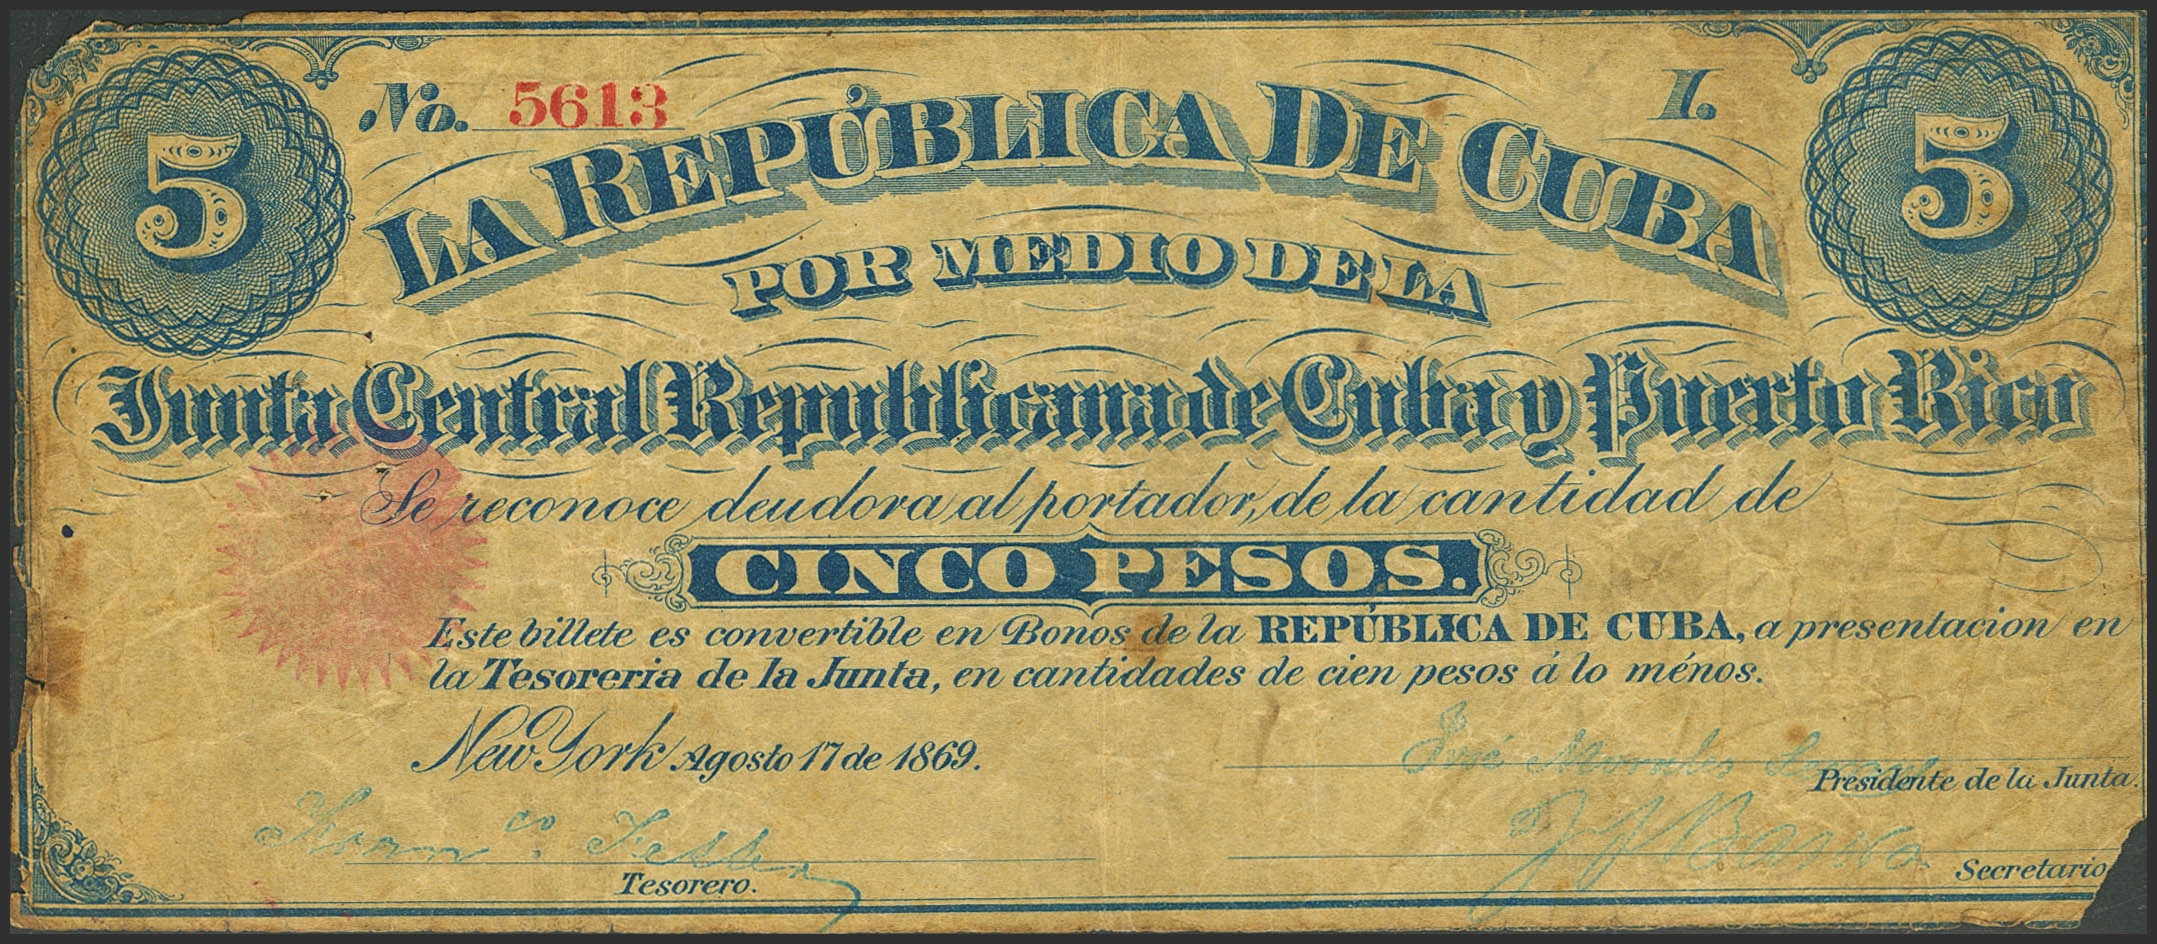 5
No. 5613
I.
5
LA REPÚBLICA DE CUBA
POR MEDIO DE LA
Junta Central Republicana de Cuba y Puerto Rico
Se reconoce deudora al portador, de la cantidad de
CINCO PESOS.
Este billete es convertible en Bonos de la REPÚBLICA DE CUBA, a presentacion en
la Tesoreria de la Junta, en cantidades de cien pesos á lo ménos.
New York Agosto 17 de 1869.
José Morales Lemus
Presidente de la Junta.
Tesorero.
Secretario